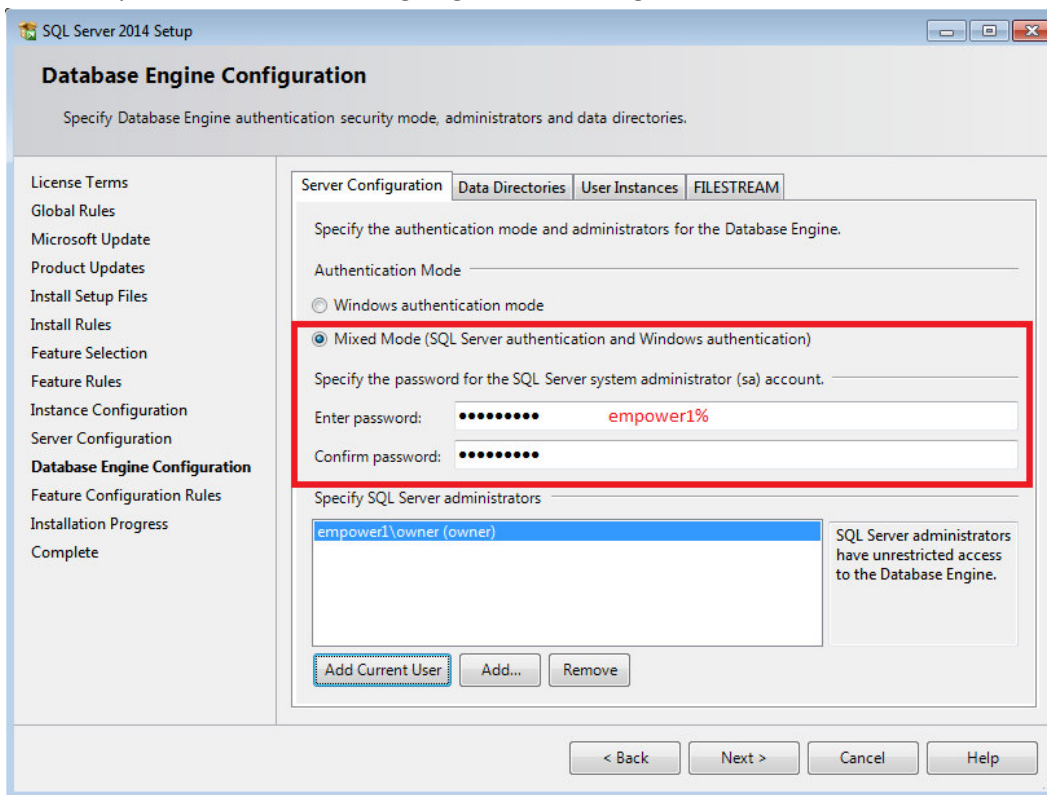 SQL Server 2014 Setup
Database Engine Configuration
Specify Database Engine authentication security mode, administrators and data directories.
License Terms
Global Rules
Microsoft Update
Product Updates
Install Setup Files
Install Rules
Feature Selection
Feature Rules
Instance Configuration
Server Configuration
Database Engine Configuration
Feature Configuration Rules
Installation Progress
Complete
Server Configuration Data Directories User Instances FILESTREAM
Specify the authentication mode and administrators for the Database Engine.
Authentication Mode
Windows authentication mode
Mixed Mode (SQL Server authentication and Windows authentication)
Specify the password for the SQL Server system administrator (sa) account.
Enter password: ●●●●●●●●● empower1%
Confirm password: ●●●●●●●●●
Specify SQL Server administrators
empower1\owner (owner)
SQL Server administrators
have unrestricted access
to the Database Engine.
Add Current User Add... Remove
< Back Next > Cancel Help